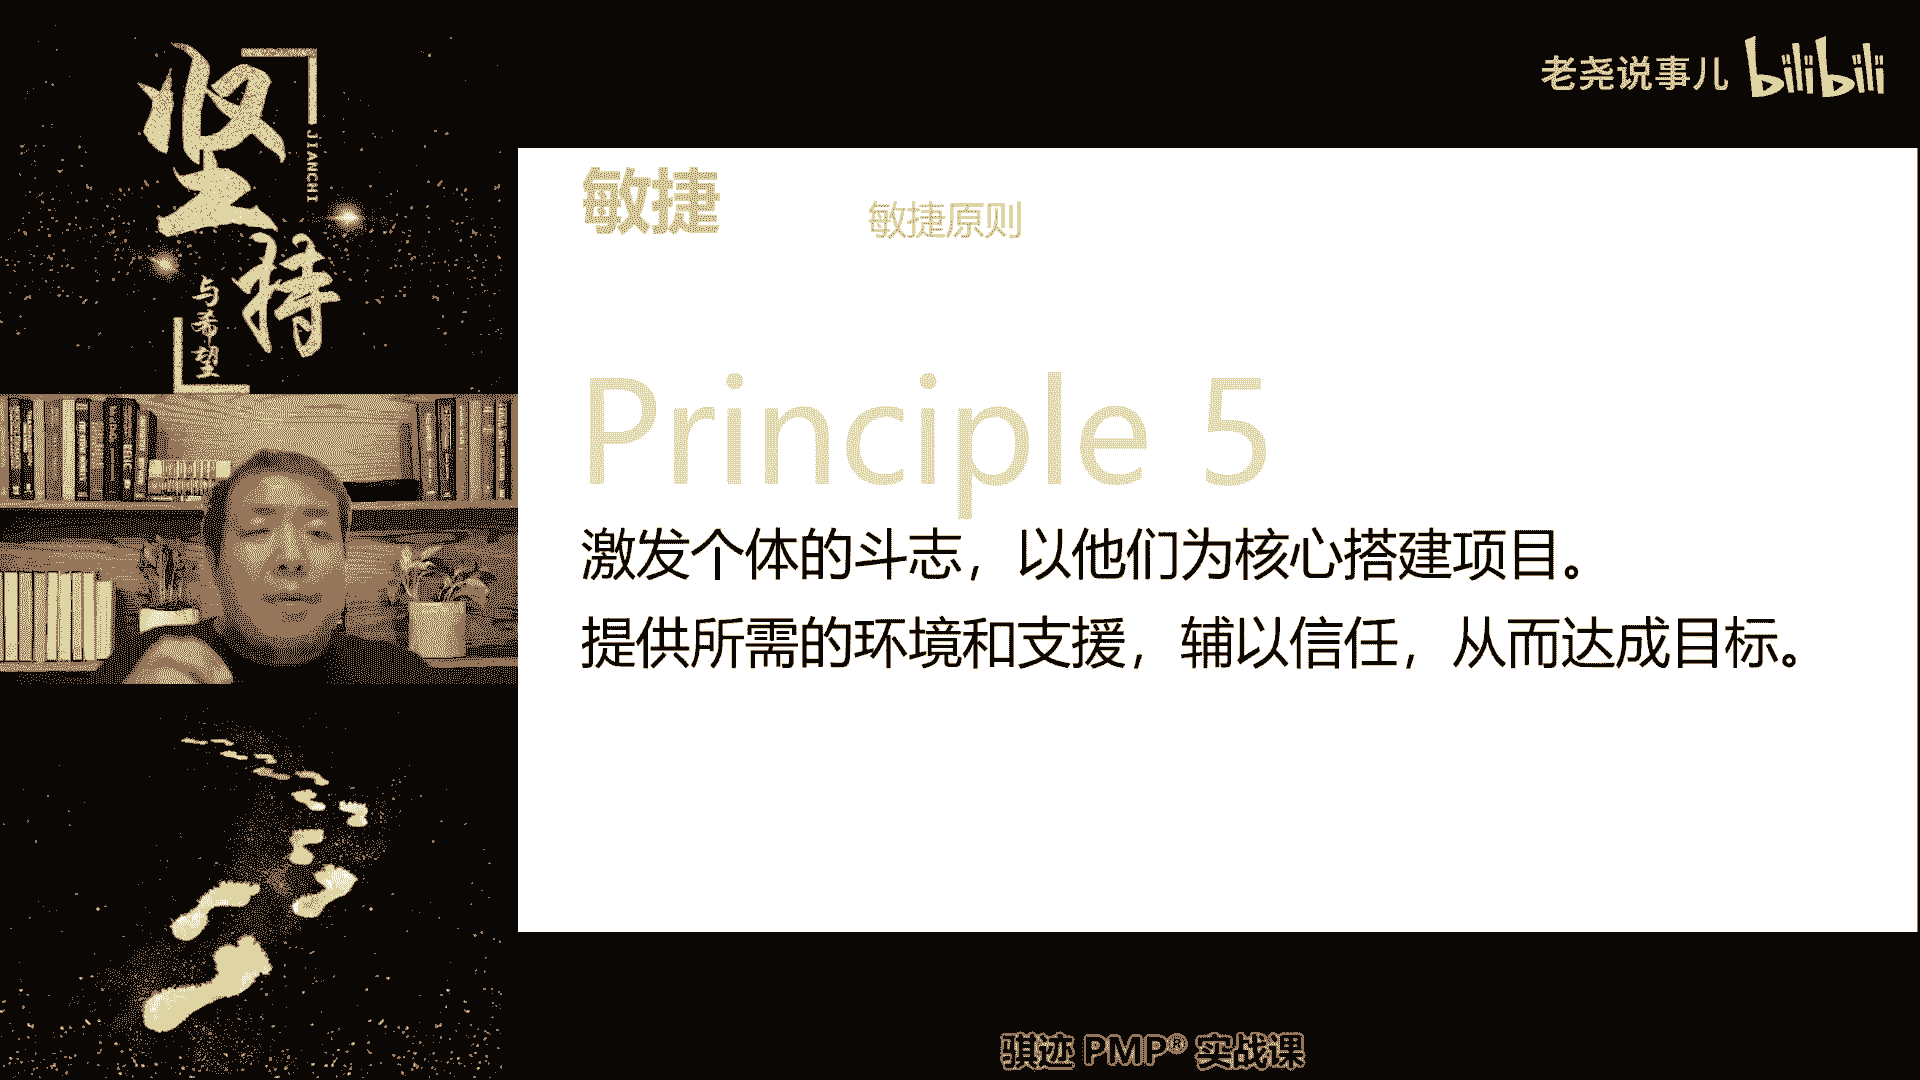 坚持
JIANCHI
与希望
老尧说事儿 bilibili
敏捷
敏捷原则
Principle 5
激发个体的斗志，以他们为核心搭建项目。
提供所需的环境和支援，辅以信任，从而达成目标。
骐迹 PMP® 实战课